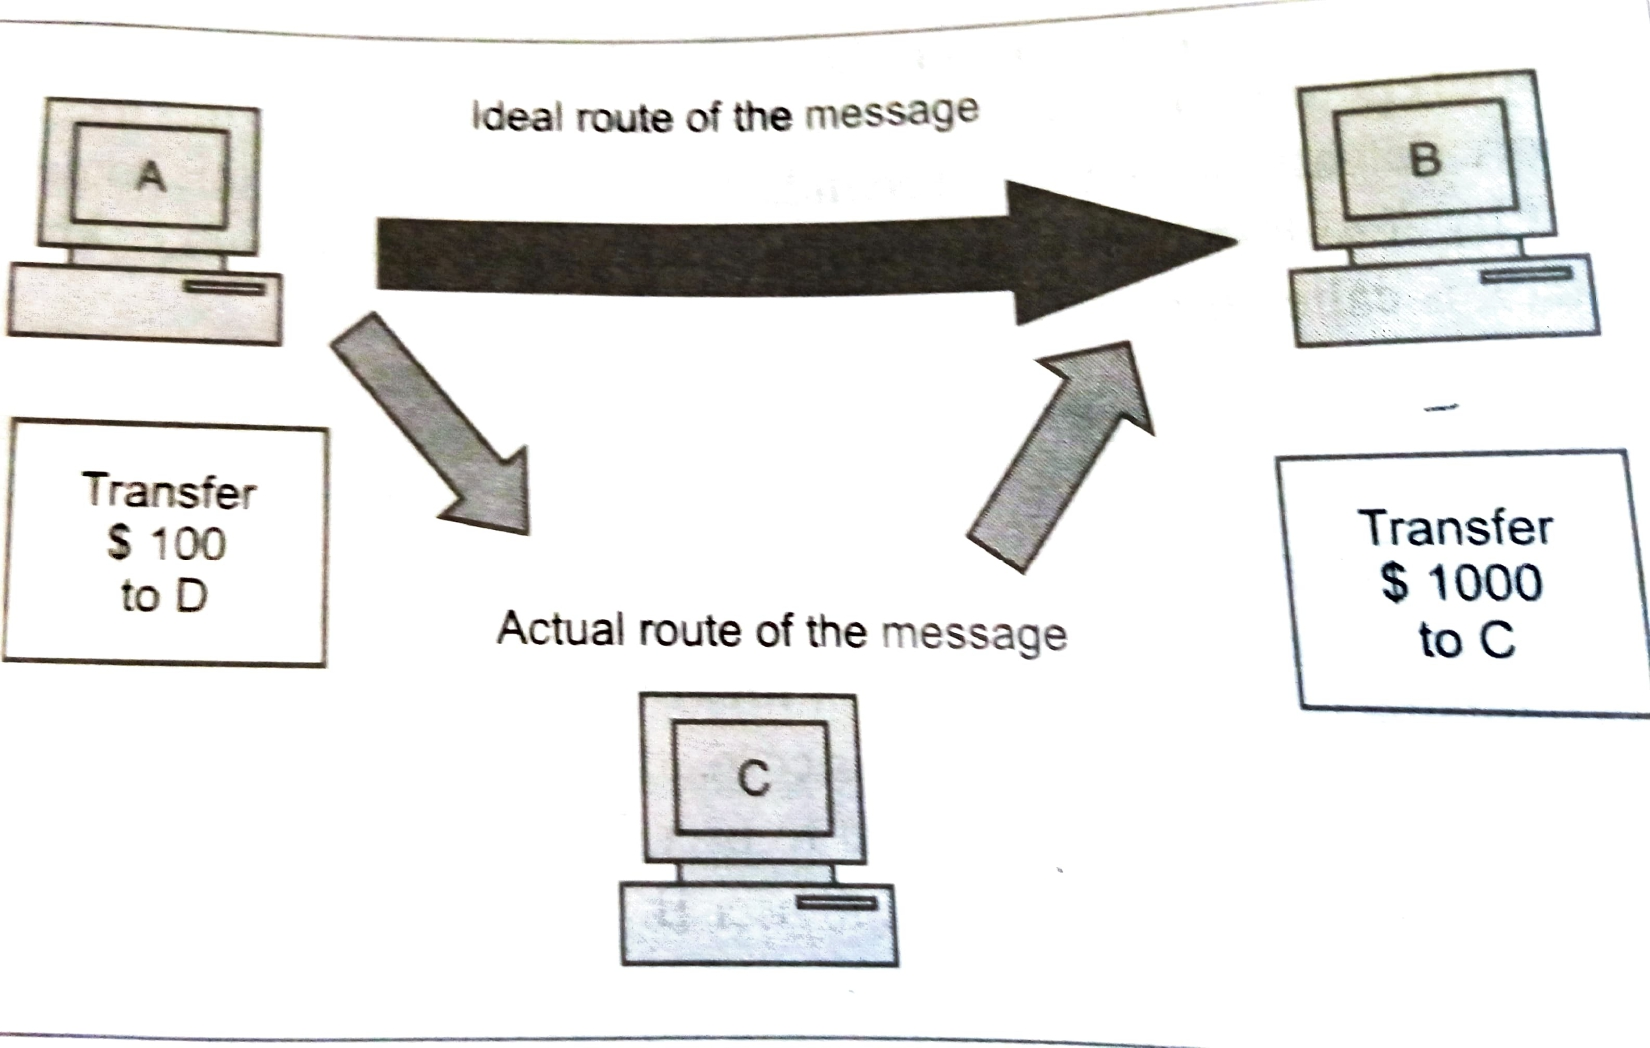 Ideal route of the message
A
B
Transfer
$ 100
to D
Transfer
$ 1000
to C
Actual route of the message
C